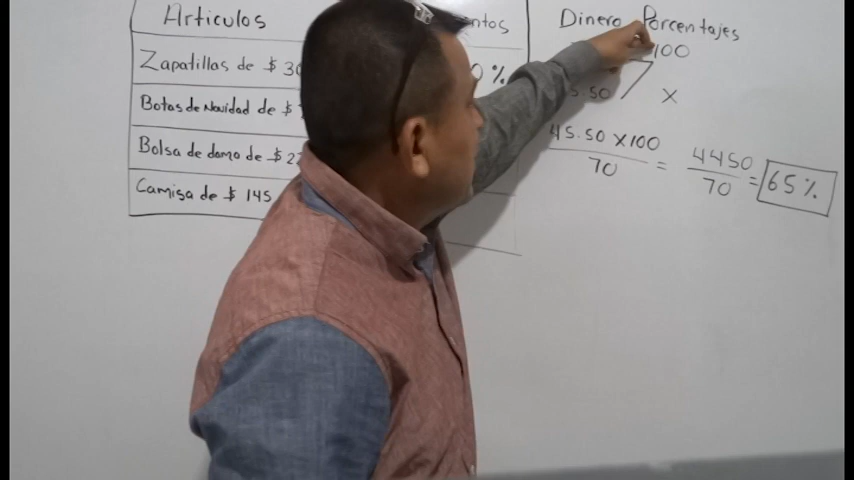 Articulos
Zapatillas de $ 30
Botas de Navidad de $
Bolsa de dama de $ 2
Camisa de $ 145
ntos
0 %
Dinero Porcentajes
100
5.50 x
45.50 x 100
70
=
4450
70
= 65 %